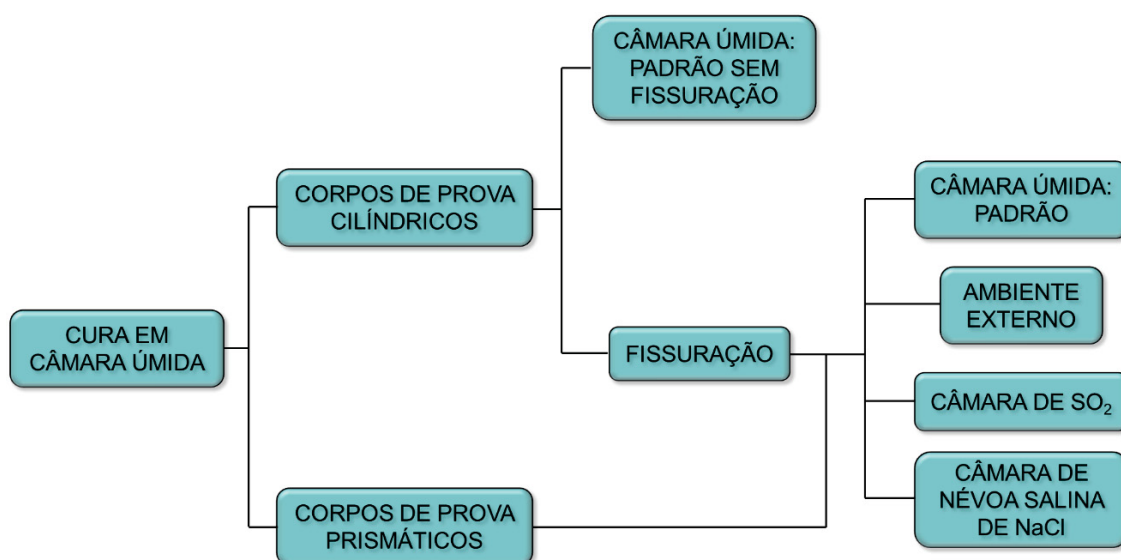 CÂMARA ÚMIDA:
PADRÃO SEM
FISSURAÇÃO
CORPOS DE PROVA
CILÍNDRICOS
CÂMARA ÚMIDA:
PADRÃO
AMBIENTE
EXTERNO
CURA EM
CÂMARA ÚMIDA
FISSURAÇÃO
CÂMARA DE SO₂
CÂMARA DE
NÉVOA SALINA
DE NaCl
CORPOS DE PROVA
PRISMÁTICOS